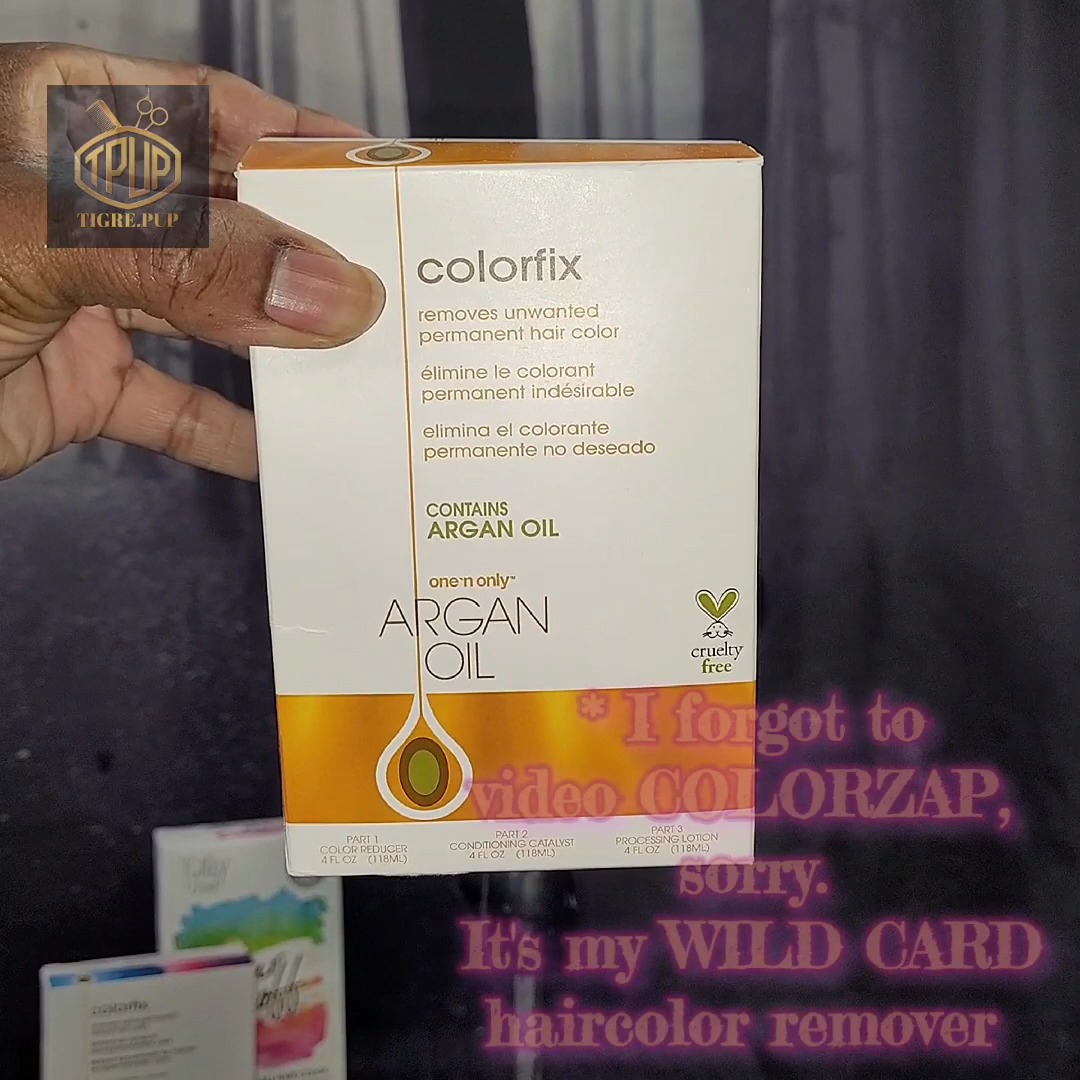 TPUP
TIGRE.PUP
colorfix
removes unwanted
permanent hair color
élimine le colorant
permanent indésirable
elimina el colorante
permanente no deseado
CONTAINS
ARGAN OIL
one 'n only™
ARGAN
OIL
cruelty
free
PART 1
COLOR REDUCER
4 FL OZ (118ML)
PART 2
CONDITIONING CATALYST
4 FL OZ (118ML)
PART 3
PROCESSING LOTION
4 FL OZ (118ML)
* I forgot to
video COLORZAP,
sorry.
It's my WILD CARD
haircolor remover
colorfix